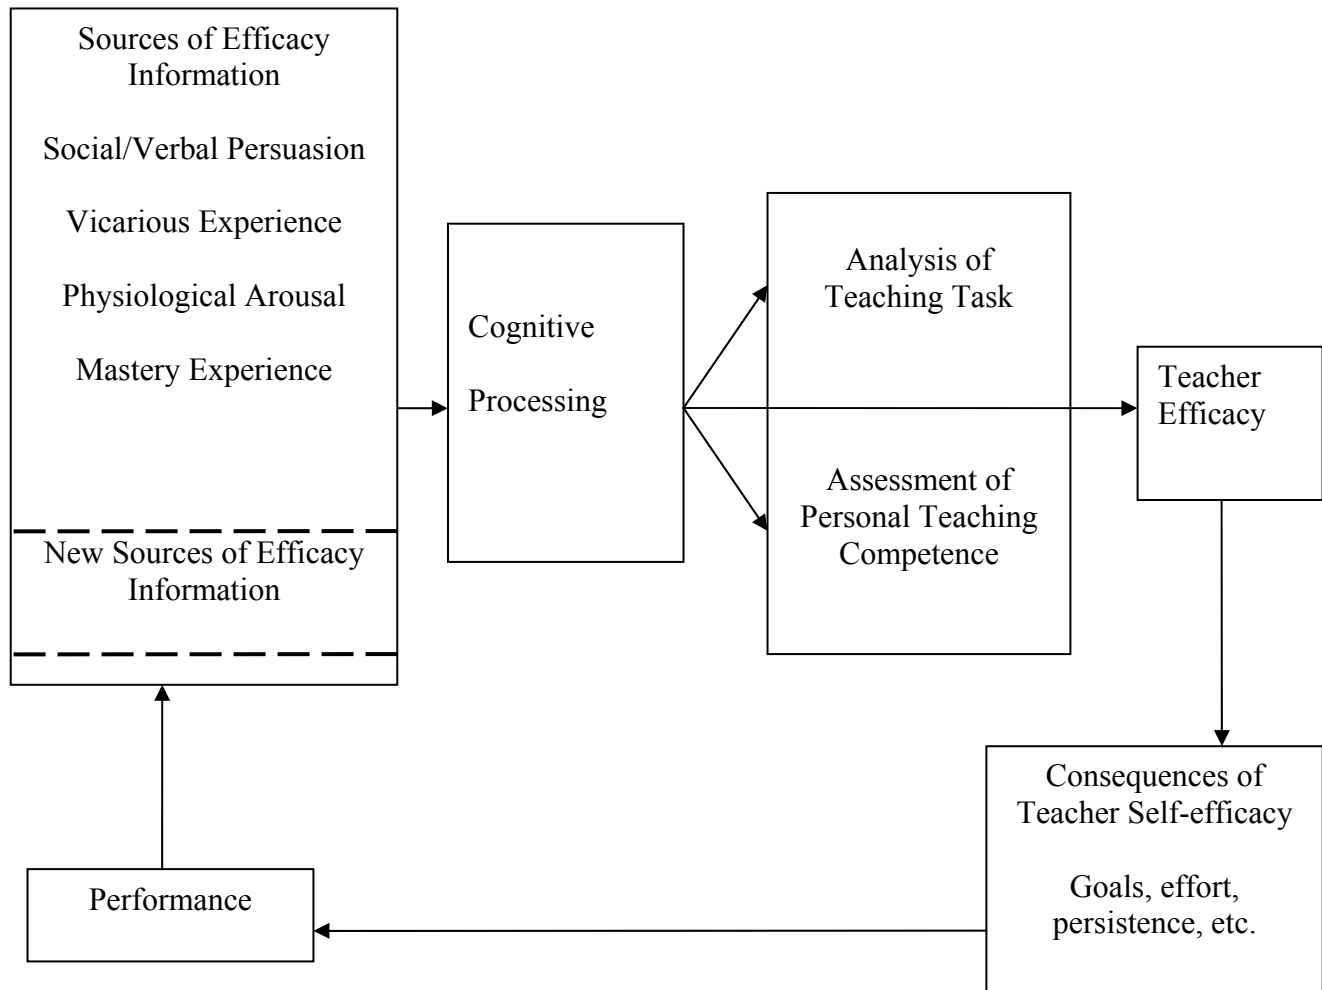 Sources of Efficacy
Information
Social/Verbal Persuasion
Vicarious Experience
Physiological Arousal
Mastery Experience
New Sources of Efficacy
Information
Cognitive
Processing
Analysis of
Teaching Task
Assessment of
Personal Teaching
Competence
Teacher
Efficacy
Consequences of
Teacher Self-efficacy
Goals, effort,
persistence, etc.
Performance